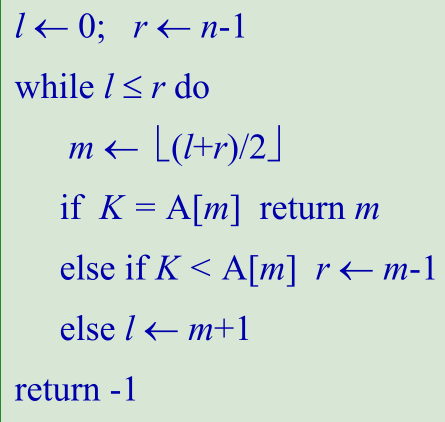 l ← 0; r ← n-1
while l ≤ r do
m ← ⌊(l+r)/2⌋
if K = A[m] return m
else if K < A[m] r ← m-1
else l ← m+1
return -1